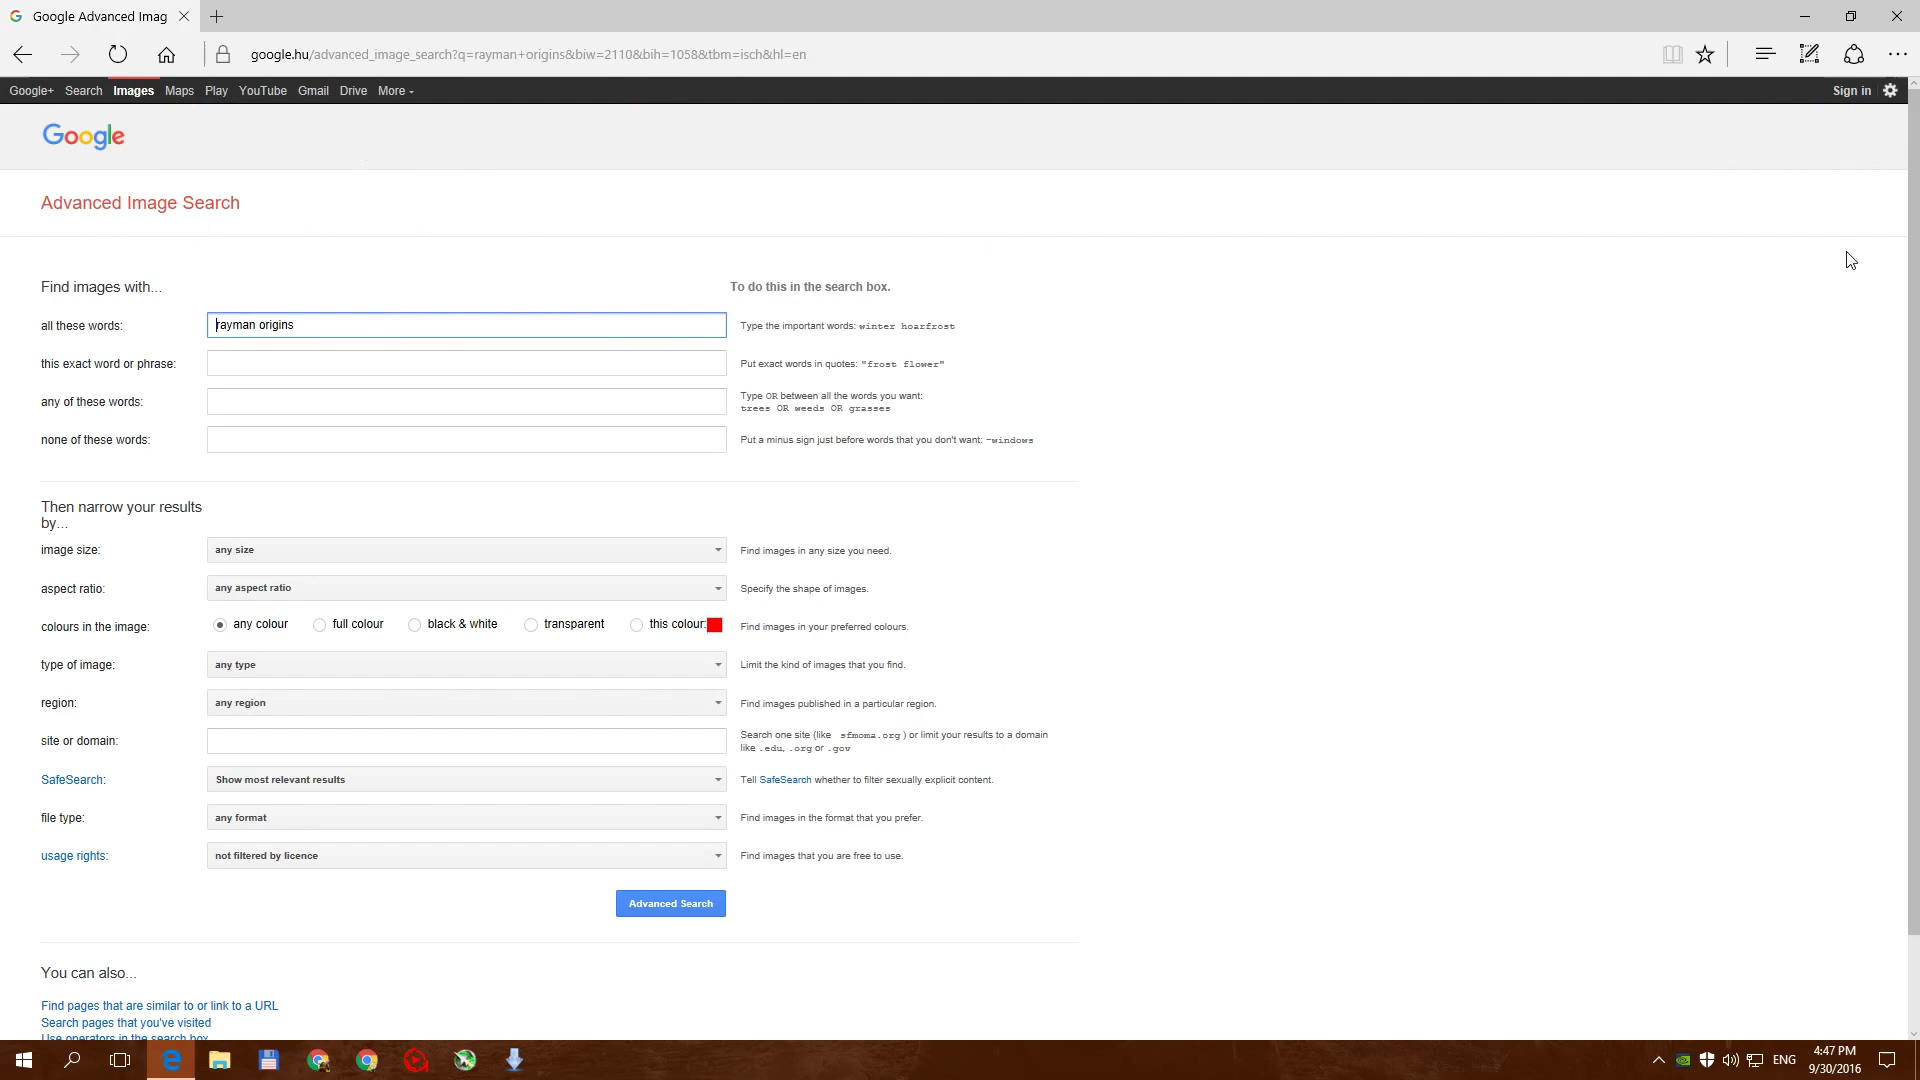 Google Advanced Imag
google.hu/advanced_image_search?q=rayman+origins&biw=2110&bih=1058&tbm=isch&hl=en
Google+ Search Images Maps Play YouTube Gmail Drive More
Sign in
Google
Advanced Image Search
Find images with...
To do this in the search box.
all these words:
rayman origins
Type the important words: winter hoarfrost
this exact word or phrase:
Put exact words in quotes: "frost flower"
any of these words:
Type OR between all the words you want:
trees OR weeds OR grasses
none of these words:
Put a minus sign just before words that you don't want: -windows
Then narrow your results
by...
image size:
any size
Find images in any size you need.
aspect ratio:
any aspect ratio
Specify the shape of images.
colours in the image:
any colour full colour black & white transparent this colour:
Find images in your preferred colours.
type of image:
any type
Limit the kind of images that you find.
region:
any region
Find images published in a particular region.
site or domain:
Search one site (like sfmoma.org ) or limit your results to a domain
like .edu, .org or .gov
SafeSearch:
Show most relevant results
Tell SafeSearch whether to filter sexually explicit content.
file type:
any format
Find images in the format that you prefer.
usage rights:
not filtered by licence
Find images that you are free to use.
Advanced Search
You can also...
Find pages that are similar to or link to a URL
Search pages that you've visited
Use operators in the search box
ENG
4:47 PM
9/30/2016